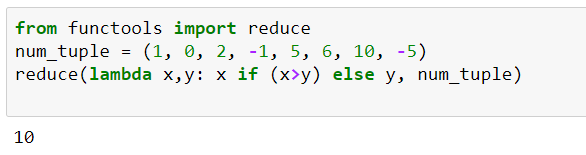 from functools import reduce
num_tuple = (1, 0, 2, -1, 5, 6, 10, -5)
reduce(lambda x,y: x if (x>y) else y, num_tuple)
10